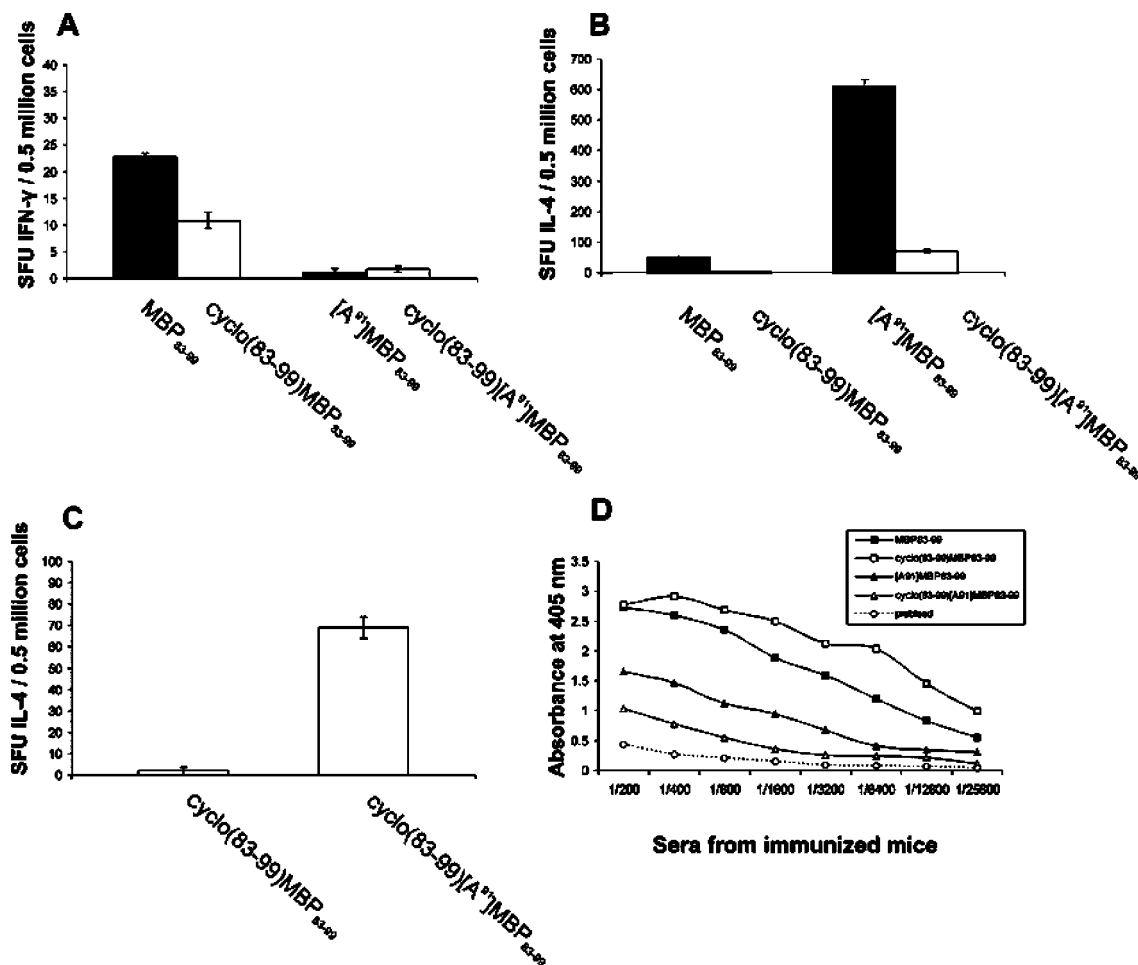 A
SFU IFN-γ / 0.5 million cells
40
35
30
25
20
15
10
5
0
MBP83-99
cyclo(83-99)MBP83-99
[A91]MBP83-99
cyclo(83-99)[A91]MBP83-99
B
SFU IL-4 / 0.5 million cells
700
600
500
400
300
200
100
0
MBP83-99
cyclo(83-99)MBP83-99
[A91]MBP83-99
cyclo(83-99)[A91]MBP83-99
C
SFU IL-4 / 0.5 million cells
100
90
80
70
60
50
40
30
20
10
0
cyclo(83-99)MBP83-99
cyclo(83-99)[A91]MBP83-99
D
MBP83-99
cyclo(83-99)MBP83-99
[A91]MBP83-99
cyclo(83-99)[A91]MBP83-99
prebleed
Absorbance at 405 nm
3.5
3
2.5
2
1.5
1
0.5
0
1/200 1/400 1/800 1/1600 1/3200 1/6400 1/12800 1/25600
Sera from immunized mice